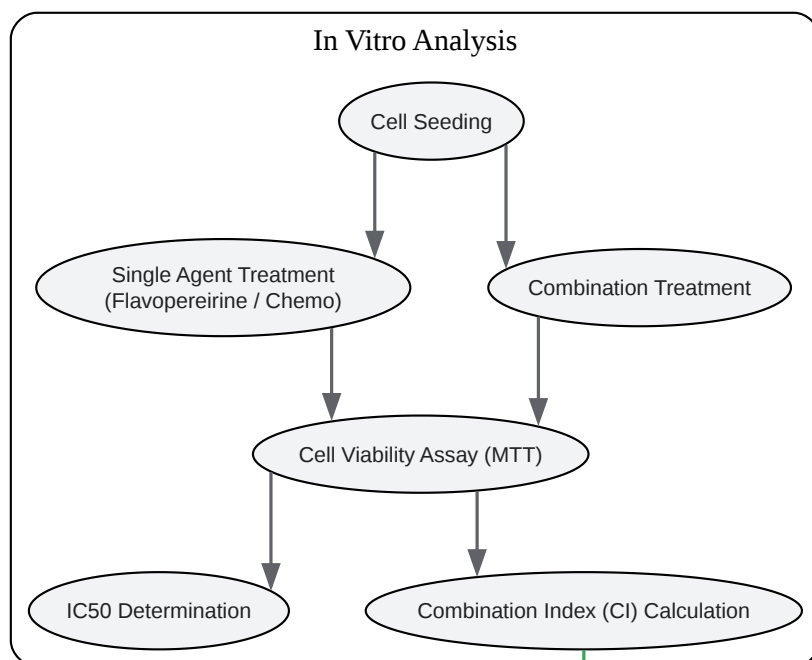 In Vitro Analysis
Cell Seeding
Single Agent Treatment
(Flavopereirine / Chemo)
Combination Treatment
Cell Viability Assay (MTT)
IC50 Determination
Combination Index (CI) Calculation